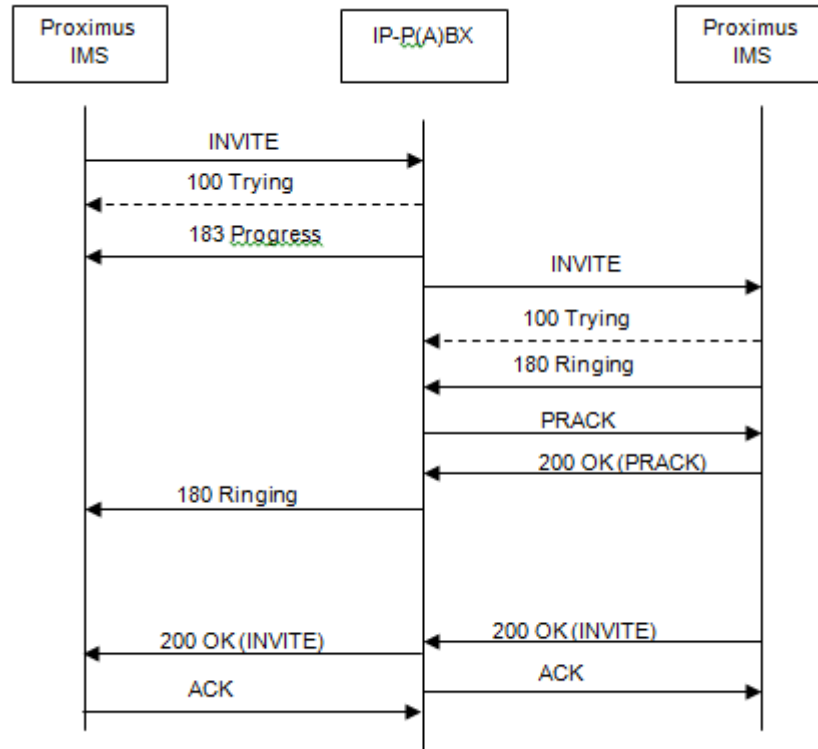 Proximus
IMS
IP-P(A)BX
Proximus
IMS
INVITE
100 Trying
183 Progress
INVITE
100 Trying
180 Ringing
PRACK
200 OK (PRACK)
180 Ringing
200 OK (INVITE)
200 OK (INVITE)
ACK
ACK